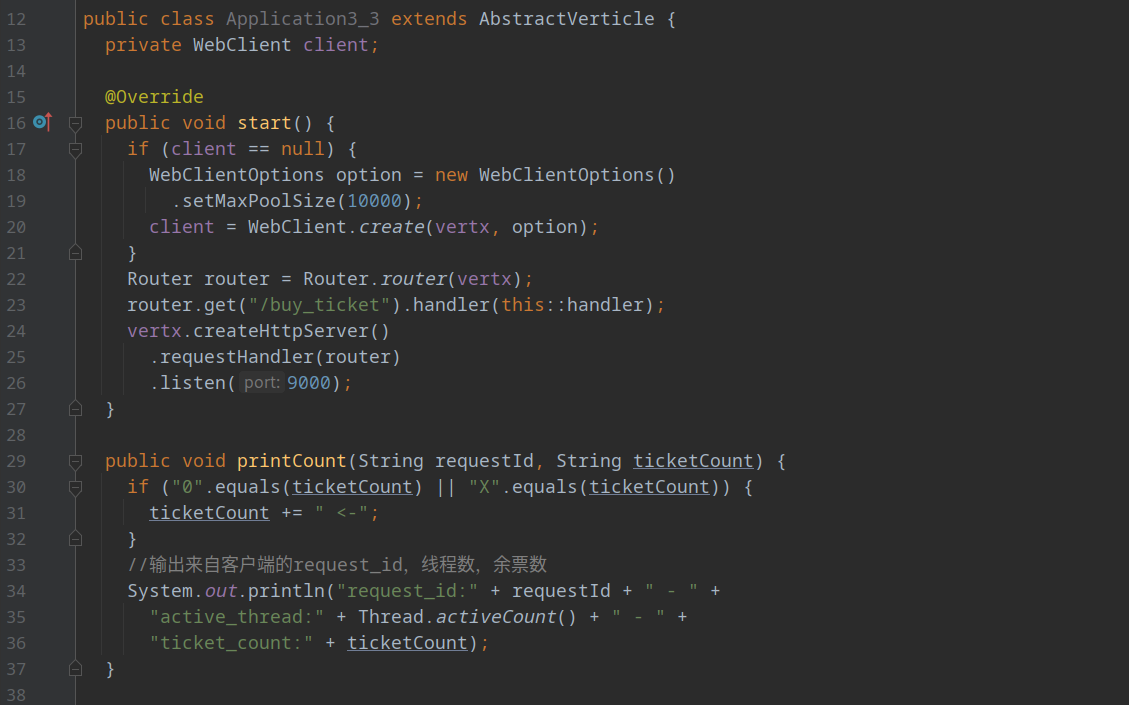 12 public class Application3_3 extends AbstractVerticle {
13 private WebClient client;
14
15 @Override
16 public void start() {
17 if (client == null) {
18 WebClientOptions option = new WebClientOptions()
19 .setMaxPoolSize(10000);
20 client = WebClient.create(vertx, option);
21 }
22 Router router = Router.router(vertx);
23 router.get("/buy_ticket").handler(this::handler);
24 vertx.createHttpServer()
25 .requestHandler(router)
26 .listen( port: 9000);
27 }
28
29 public void printCount(String requestId, String ticketCount) {
30 if ("0".equals(ticketCount) || "X".equals(ticketCount)) {
31 ticketCount += " <-";
32 }
33 //输出来自客户端的request_id，线程数，余票数
34 System.out.println("request_id:" + requestId + " - " +
35 "active_thread:" + Thread.activeCount() + " - " +
36 "ticket_count:" + ticketCount);
37 }
38